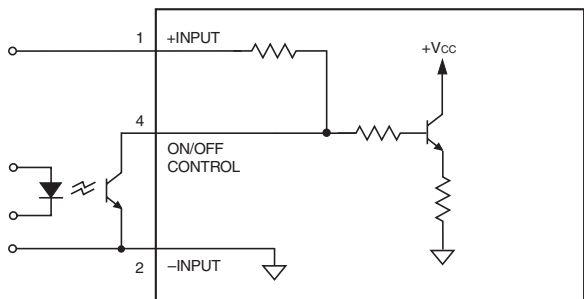 1 +INPUT
+VCC
4
ON/OFF
CONTROL
2 –INPUT